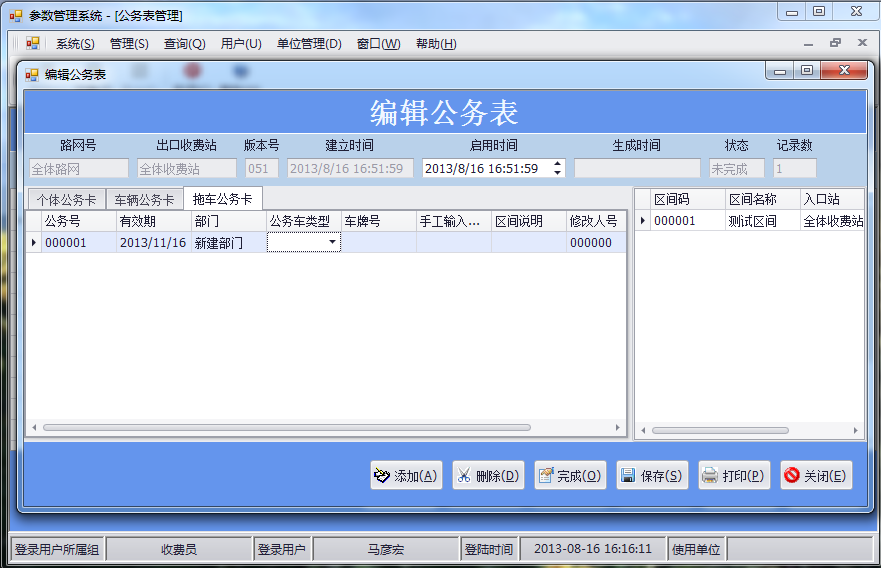 参数管理系统 - [公务表管理]
系统(S) 管理(S) 查询(Q) 用户(U) 单位管理(D) 窗口(W) 帮助(H)
编辑公务表
编辑公务表
路网号 出口收费站 版本号 建立时间 启用时间 生成时间 状态 记录数
全体路网 全体收费站 051 2013/8/16 16:51:59 2013/8/16 16:51:59 未完成 1
个体公务卡 车辆公务卡 拖车公务卡
公务号 有效期 部门 公务车类型 车牌号 手工输入... 区间说明 修改人号
000001 2013/11/16 新建部门 000000
区间码 区间名称 入口站
000001 测试区间 全体收费站
添加(A) 删除(D) 完成(O) 保存(S) 打印(P) 关闭(E)
登录用户所属组 收费员 登录用户 马彦宏 登陆时间 2013-08-16 16:16:11 使用单位